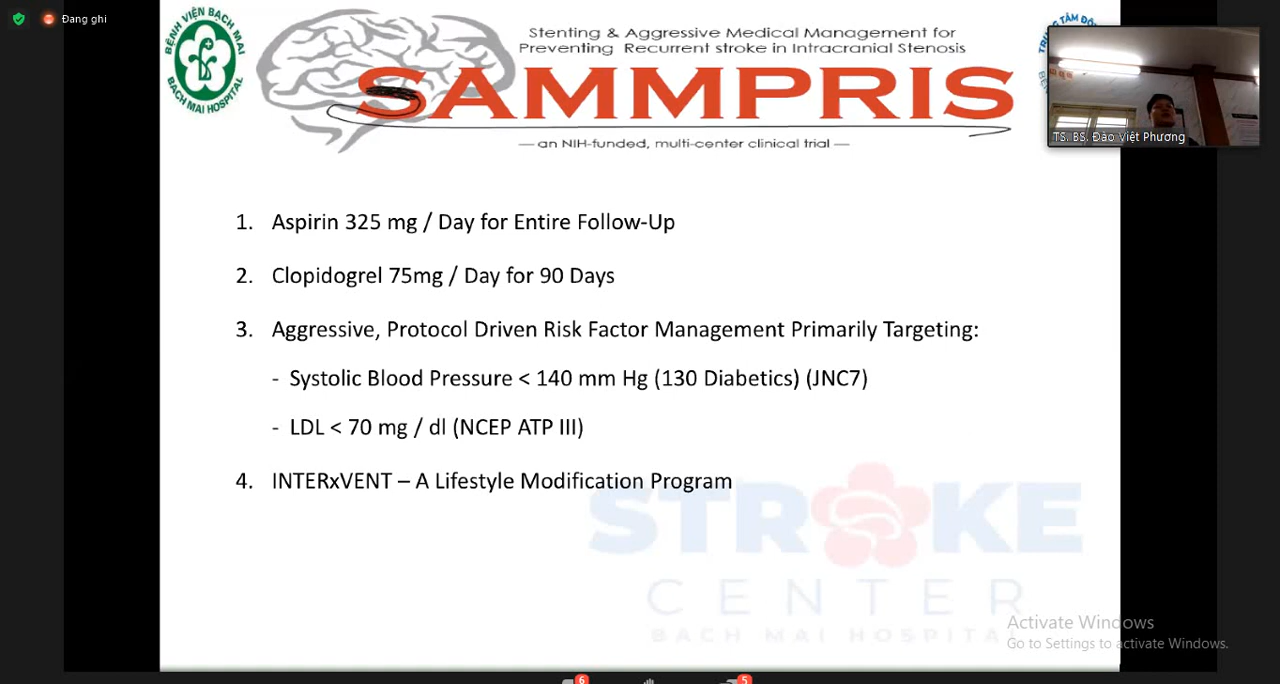 Đang ghi
BỆNH VIỆN BẠCH MAI
BACH MAI HOSPITAL
Stenting & Aggressive Medical Management for
Preventing Recurrent stroke in Intracranial Stenosis
SAMMPRIS
— an NIH-funded, multi-center clinical trial —
TRUNG TÂM ĐỘ
TS. BS. Đào Việt Phương
1. Aspirin 325 mg / Day for Entire Follow-Up
2. Clopidogrel 75mg / Day for 90 Days
3. Aggressive, Protocol Driven Risk Factor Management Primarily Targeting:
- Systolic Blood Pressure < 140 mm Hg (130 Diabetics) (JNC7)
- LDL < 70 mg / dl (NCEP ATP III)
4. INTERxVENT – A Lifestyle Modification Program
STROKE
CENTER
BACH MAI HOSPITA
Activate Windows
Go to Settings to activate Windows.
6
5